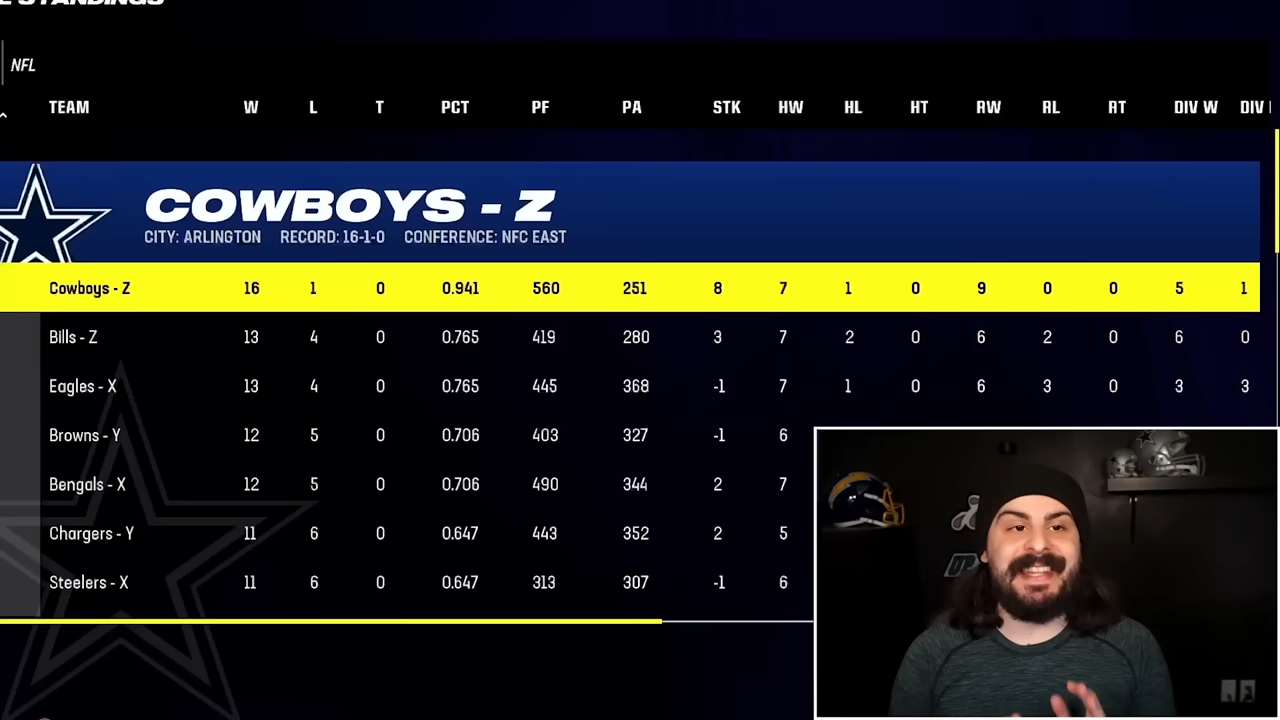 E STANDINGS
NFL
TEAM W L T PCT PF PA STK HW HL HT RW RL RT DIV W DIV
COWBOYS - Z
CITY: ARLINGTON RECORD: 16-1-0 CONFERENCE: NFC EAST
Cowboys - Z 16 1 0 0.941 560 251 8 7 1 0 9 0 0 5 1
Bills - Z 13 4 0 0.765 419 280 3 7 2 0 6 2 0 6 0
Eagles - X 13 4 0 0.765 445 368 -1 7 1 0 6 3 0 3 3
Browns - Y 12 5 0 0.706 403 327 -1 6
Bengals - X 12 5 0 0.706 490 344 2 7
Chargers - Y 11 6 0 0.647 443 352 2 5
Steelers - X 11 6 0 0.647 313 307 -1 6